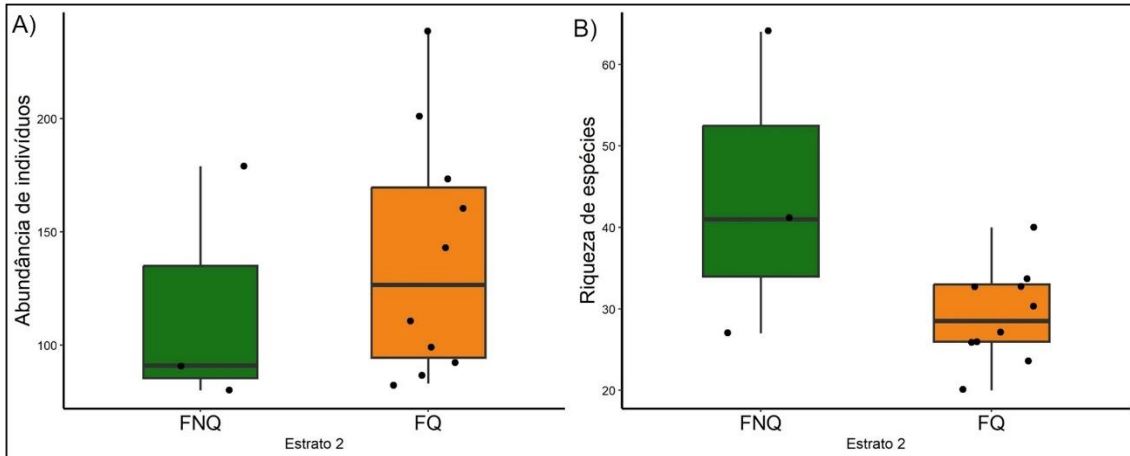 A)
Abundância de indivíduos
200
150
100
FNQ FQ
Estrato 2
B)
Riqueza de espécies
60
50
40
30
20
FNQ FQ
Estrato 2